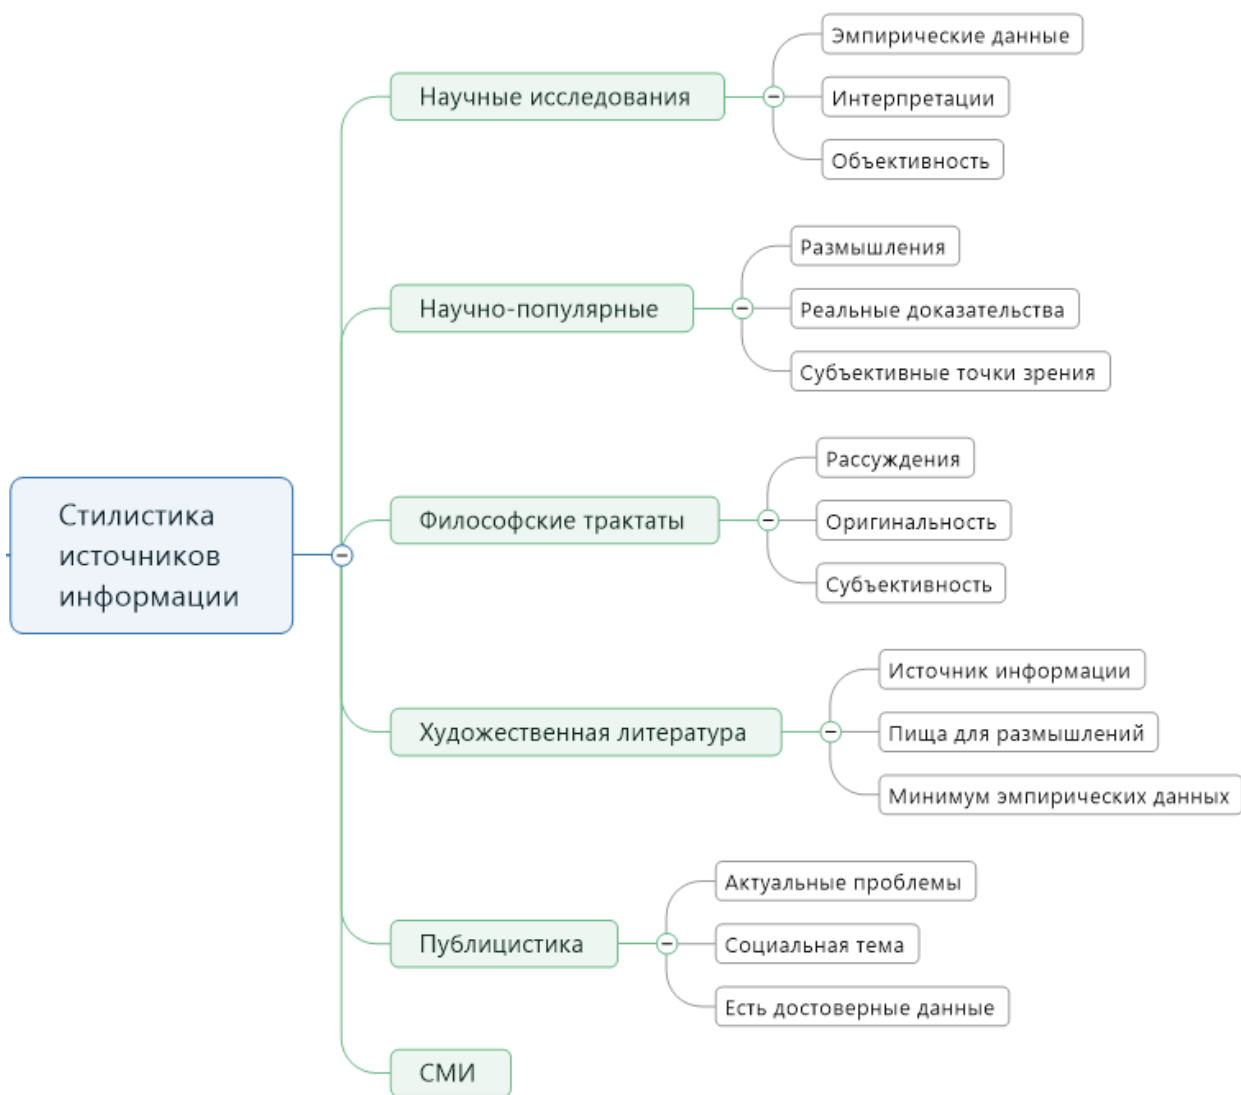 Стилистика
источников
информации
Научные исследования
Эмпирические данные
Интерпретации
Объективность
Научно-популярные
Размышления
Реальные доказательства
Субъективные точки зрения
Философские трактаты
Рассуждения
Оригинальность
Субъективность
Художественная литература
Источник информации
Пища для размышлений
Минимум эмпирических данных
Публицистика
Актуальные проблемы
Социальная тема
Есть достоверные данные
СМИ